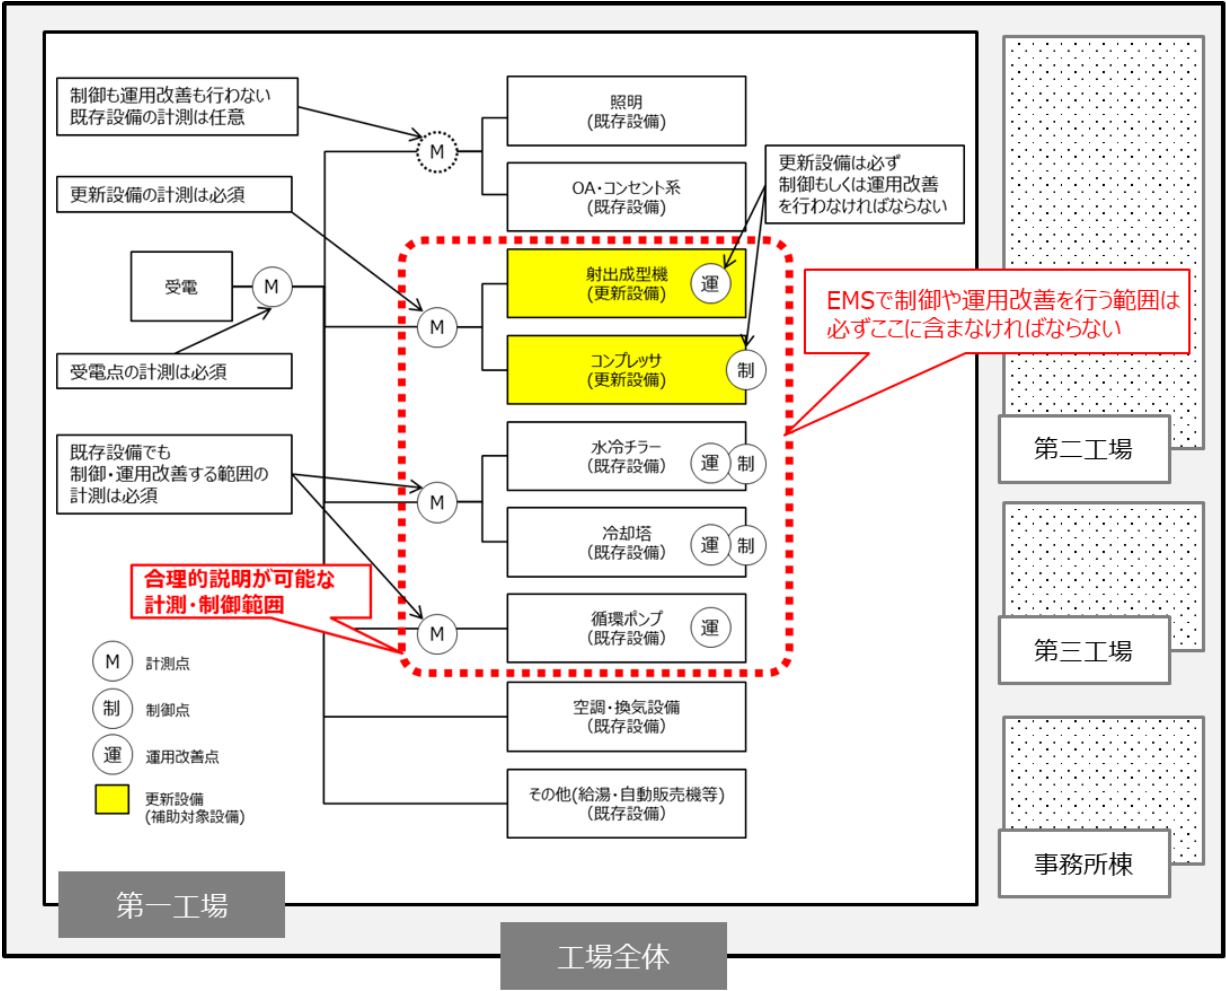 制御も運用改善も行わない
既存設備の計測は任意
更新設備の計測は必須
受電
M
受電点の計測は必須
既存設備でも
制御・運用改善する範囲の
計測は必須
合理的説明が可能な
計測・制御範囲
M
M
M
M
照明
(既存設備)
OA・コンセント系
(既存設備)
射出成型機
(更新設備)
運
コンプレッサ
(更新設備)
制
水冷チラー
(既存設備)
運
制
冷却塔
(既存設備)
運
制
循環ポンプ
(既存設備)
運
空調・換気設備
(既存設備)
その他(給湯・自動販売機等)
(既存設備)
更新設備は必ず
制御もしくは運用改善
を行わなければならない
EMSで制御や運用改善を行う範囲は
必ずここに含まなければならない
M 計測点
制 制御点
運 運用改善点
更新設備
(補助対象設備)
第一工場
第二工場
第三工場
事務所棟
工場全体